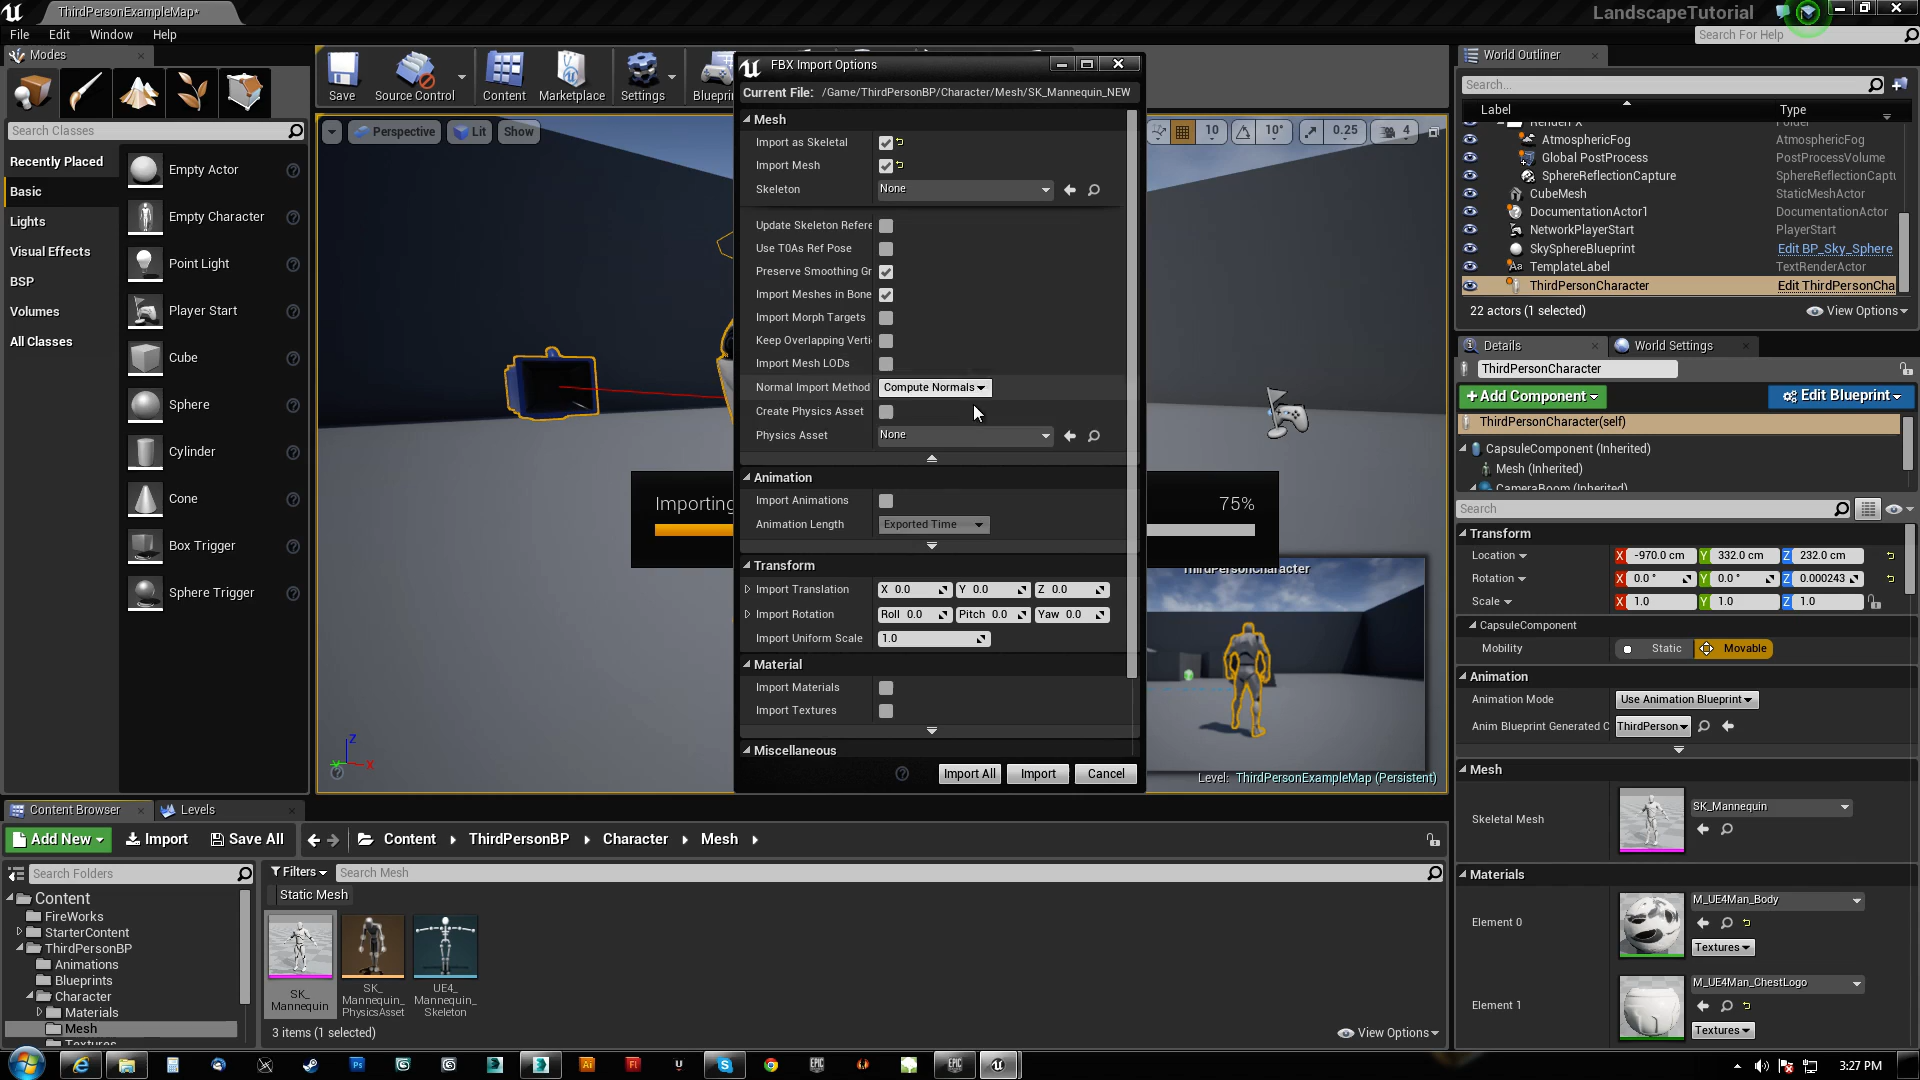 ThirdPersonExampleMap*
LandscapeTutorial
File Edit Window Help
Search For Help
Modes
Search Classes
Recently Placed
Basic
Lights
Visual Effects
BSP
Volumes
All Classes
Empty Actor
Empty Character
Point Light
Player Start
Cube
Sphere
Cylinder
Cone
Box Trigger
Sphere Trigger
Save
Source Control
Content
Marketplace
Settings
Blueprin
Perspective
Lit
Show
10
10°
0.25
4
Importing
75%
FBX Import Options
Current File: /Game/ThirdPersonBP/Character/Mesh/SK_Mannequin_NEW
Mesh
Import as Skeletal
Import Mesh
Skeleton None
Update Skeleton Refere
Use T0As Ref Pose
Preserve Smoothing Gr
Import Meshes in Bone
Import Morph Targets
Keep Overlapping Verti
Import Mesh LODs
Normal Import Method Compute Normals
Create Physics Asset
Physics Asset None
Animation
Import Animations
Animation Length Exported Time
Transform
Import Translation X 0.0 Y 0.0 Z 0.0
Import Rotation Roll 0.0 Pitch 0.0 Yaw 0.0
Import Uniform Scale 1.0
Material
Import Materials
Import Textures
Miscellaneous
Import All Import Cancel
ThirdPersonCharacter
Level: ThirdPersonExampleMap (Persistent)
World Outliner
Search...
Label Type
RenderFX Folder
AtmosphericFog AtmosphericFog
Global PostProcess PostProcessVolume
SphereReflectionCapture SphereReflectionCaptu
CubeMesh StaticMeshActor
DocumentationActor1 DocumentationActor
NetworkPlayerStart PlayerStart
SkySphereBlueprint Edit BP_Sky_Sphere
TemplateLabel TextRenderActor
ThirdPersonCharacter Edit ThirdPersonCha
22 actors (1 selected) View Options
Details World Settings
ThirdPersonCharacter
Add Component Edit Blueprint
ThirdPersonCharacter(self)
CapsuleComponent (Inherited)
Mesh (Inherited)
CameraBoom (Inherited)
Search
Transform
Location X -970.0 cm Y 332.0 cm Z 232.0 cm
Rotation X 0.0 ° Y 0.0 ° Z 0.000243
Scale X 1.0 Y 1.0 Z 1.0
CapsuleComponent
Mobility Static Movable
Animation
Animation Mode Use Animation Blueprint
Anim Blueprint Generated C ThirdPerson
Mesh
Skeletal Mesh SK_Mannequin
Materials
Element 0 M_UE4Man_Body
Textures
Element 1 M_UE4Man_ChestLogo
Textures
Content Browser Levels
Add New Import Save All Content ThirdPersonBP Character Mesh
Search Folders
Filters Search Mesh
Static Mesh
Content
FireWorks
StarterContent
ThirdPersonBP
Animations
Blueprints
Character
Materials
Mesh
Textures
SK_
Mannequin
SK_
Mannequin_
PhysicsAsset
UE4_
Mannequin_
Skeleton
3 items (1 selected) View Options
Z
X
Y
3:27 PM